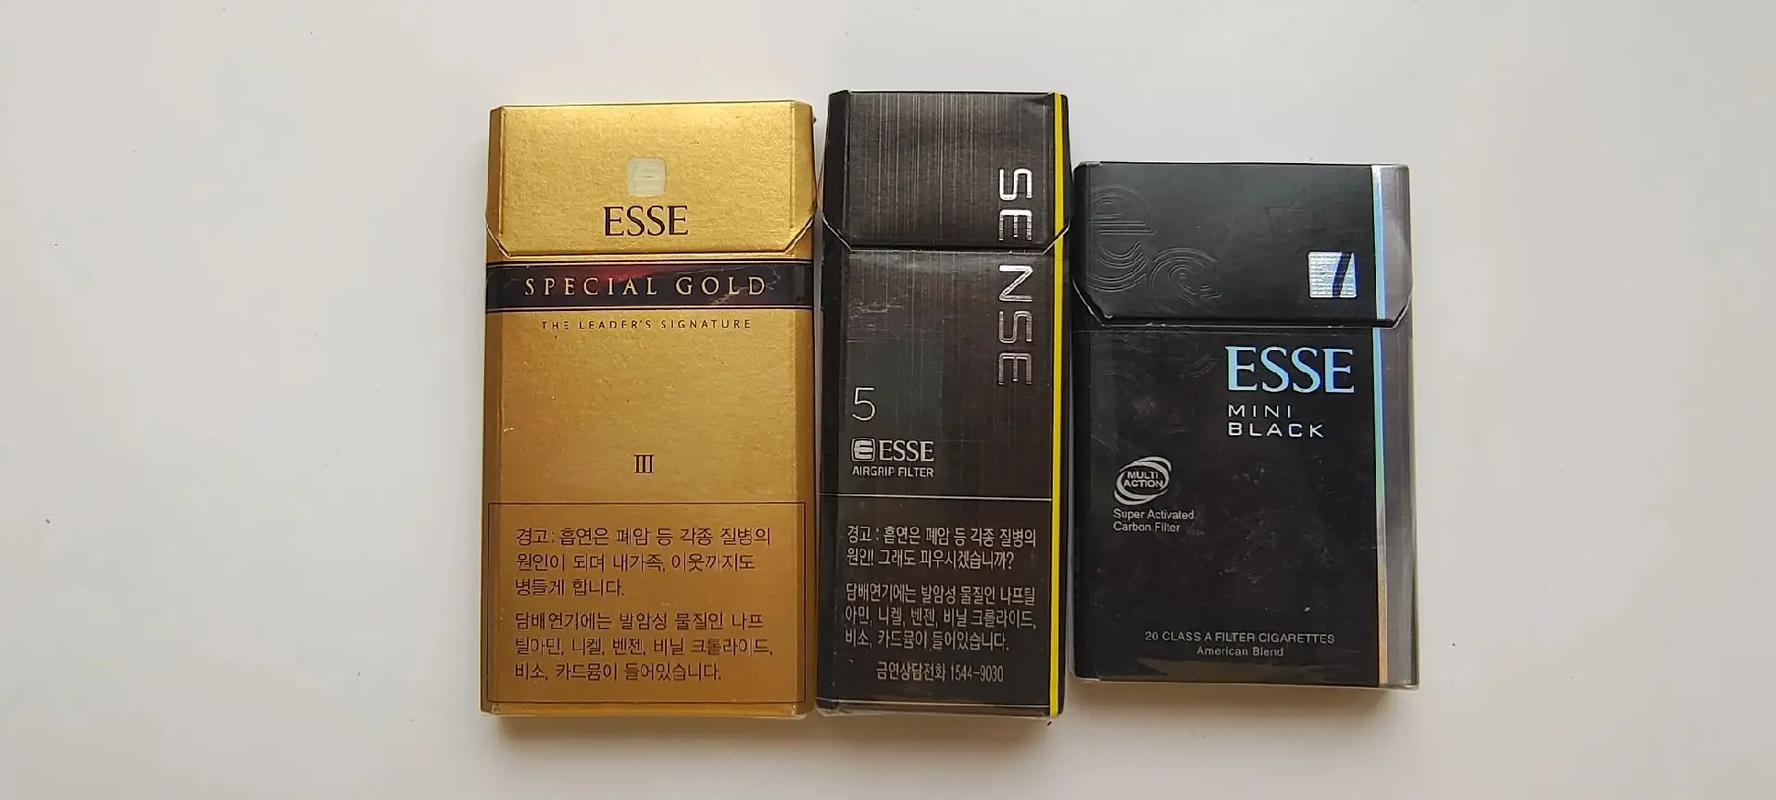 ESSE
SPECIAL GOLD
THE LEADER'S SIGNATURE
III
경고 : 흡연은 폐암 등 각종 질병의
원인이 되며 내가족, 이웃까지도
병들게 합니다.
담배연기에는 발암성 물질인 나프
틸아민, 니켈, 벤젠, 비닐 크롤라이드,
비소, 카드뮴이 들어있습니다.
SENSE
5
ESSE
AIRGRIP FILTER
경고 : 흡연은 폐암 등 각종 질병의
원인! 그래도 피우시겠습니까?
담배연기에는 발암성 물질인 나프틸
아민, 니켈, 벤젠, 비닐 크롤라이드,
비소, 카드뮴이 들어있습니다.
금연상담전화 1544-9030
ESSE
MINI
BLACK
MULTI
ACTION
Super Activated
Carbon Filter
20 CLASS A FILTER CIGARETTES
American Blend